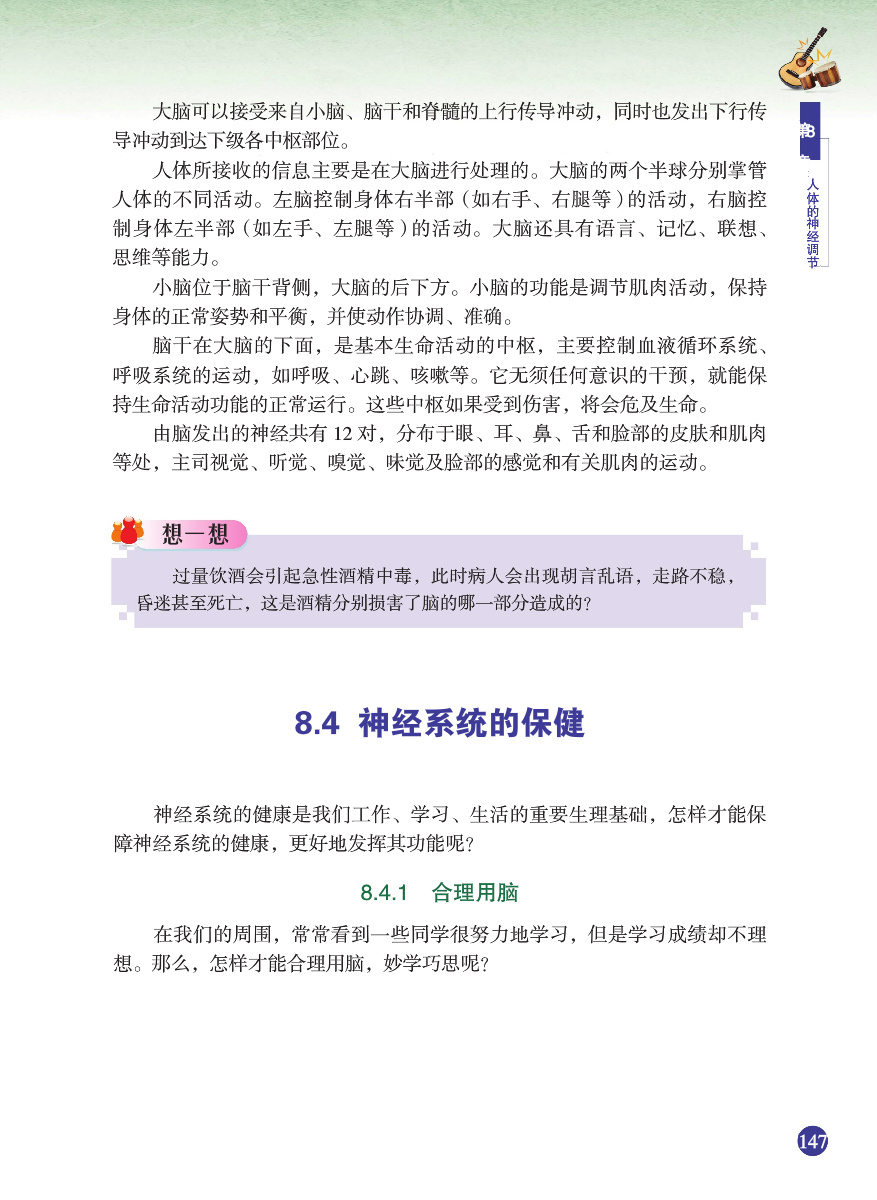 大脑可以接受来自小脑、脑干和脊髓的上行传导冲动，同时也发出下行传
导冲动到达下级各中枢部位。
人体所接收的信息主要是在大脑进行处理的。大脑的两个半球分别掌管
人体的不同活动。左脑控制身体右半部（如右手、右腿等）的活动，右脑控
制身体左半部（如左手、左腿等）的活动。大脑还具有语言、记忆、联想、
思维等能力。
小脑位于脑干背侧，大脑的后下方。小脑的功能是调节肌肉活动，保持
身体的正常姿势和平衡，并使动作协调、准确。
脑干在大脑的下面，是基本生命活动的中枢，主要控制血液循环系统、
呼吸系统的运动，如呼吸、心跳、咳嗽等。它无须任何意识的干预，就能保
持生命活动功能的正常运行。这些中枢如果受到伤害，将会危及生命。
由脑发出的神经共有 12 对，分布于眼、耳、鼻、舌和脸部的皮肤和肌肉
等处，主司视觉、听觉、嗅觉、味觉及脸部的感觉和有关肌肉的运动。
想一想
过量饮酒会引起急性酒精中毒，此时病人会出现胡言乱语，走路不稳，
昏迷甚至死亡，这是酒精分别损害了脑的哪一部分造成的？
8.4 神经系统的保健
神经系统的健康是我们工作、学习、生活的重要生理基础，怎样才能保
障神经系统的健康，更好地发挥其功能呢？
8.4.1 合理用脑
在我们的周围，常常看到一些同学很努力地学习，但是学习成绩却不理
想。那么，怎样才能合理用脑，妙学巧思呢？
8
人体的神经调节
147